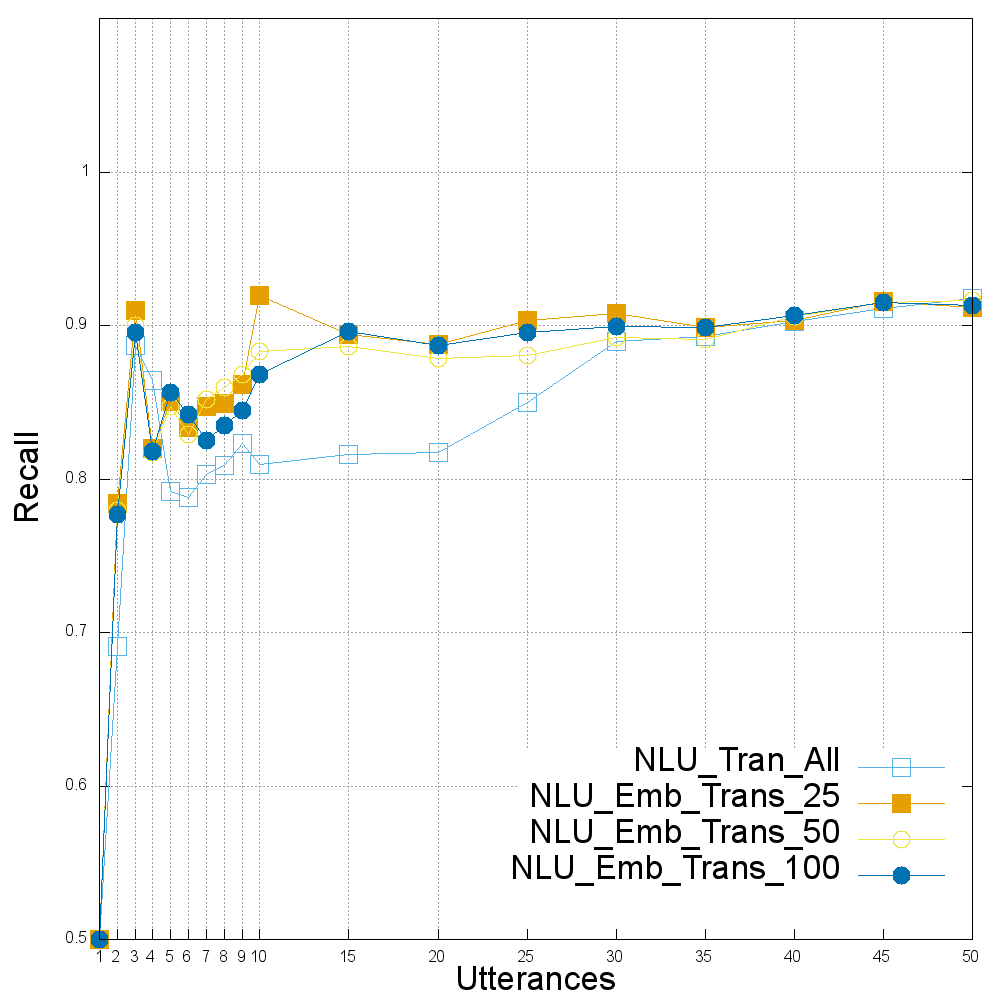 1
0.9
0.8
0.7
0.6
0.5
Recall
NLU_Tran_All
NLU_Emb_Trans_25
NLU_Emb_Trans_50
NLU_Emb_Trans_100
1 2 3 4 5 6 7 8 9 10 15 20 25 30 35 40 45 50
Utterances